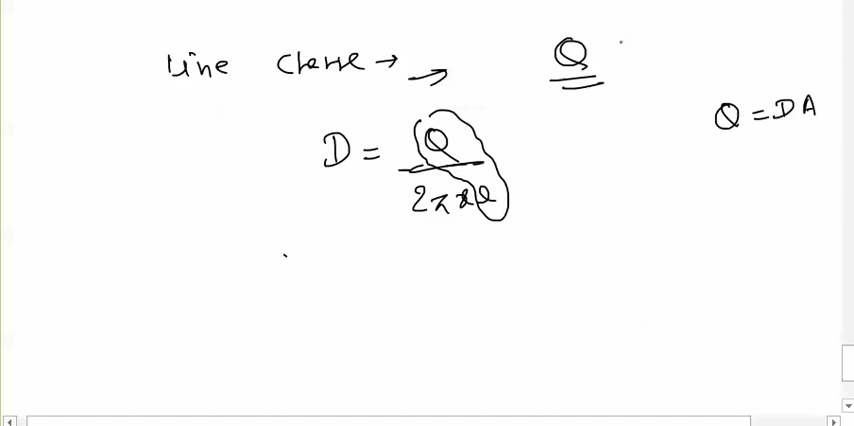 Line Charge → → Q
Q = DA
D = Q / 2πrl